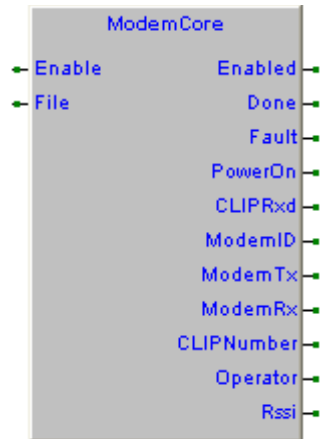 ModemCore
Enable Enabled
File Done
Fault
PowerOn
CLIPRxd
ModemID
ModemTx
ModemRx
CLIPNumber
Operator
Rssi